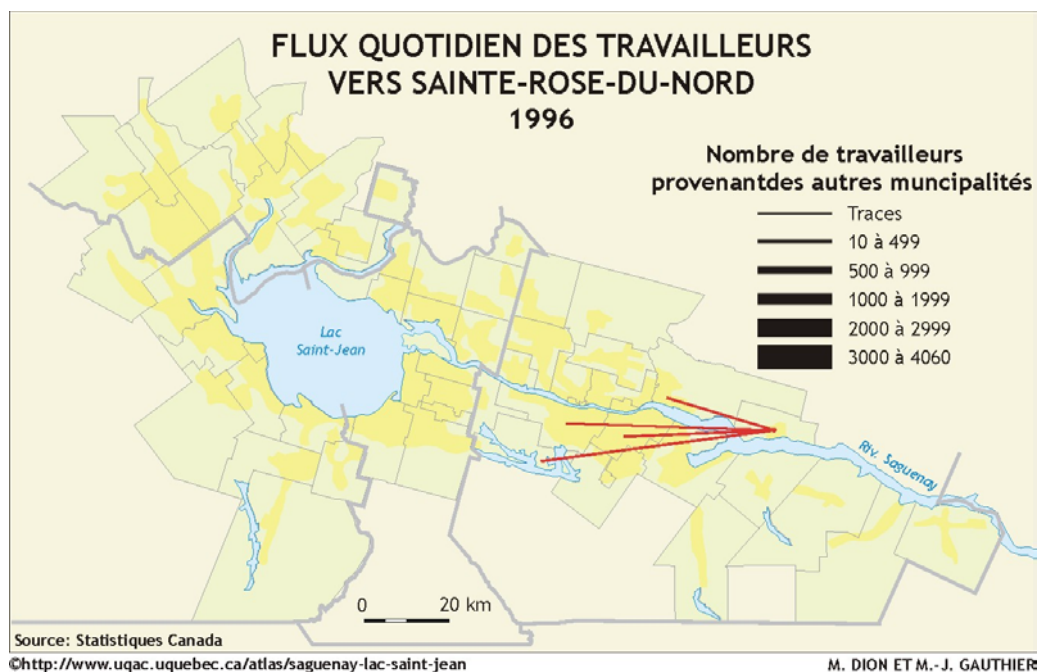 FLUX QUOTIDIEN DES TRAVAILLEURS
VERS SAINTE-ROSE-DU-NORD
1996
Nombre de travailleurs
provenantdes autres muncipalités
Traces
10 à 499
500 à 999
1000 à 1999
2000 à 2999
3000 à 4060
Lac
Saint-Jean
Riv. Saguenay
0 20 km
Source: Statistiques Canada
©http://www.uqac.uquebec.ca/atlas/saguenay-lac-saint-jean
M. DION ET M.-J. GAUTHIER